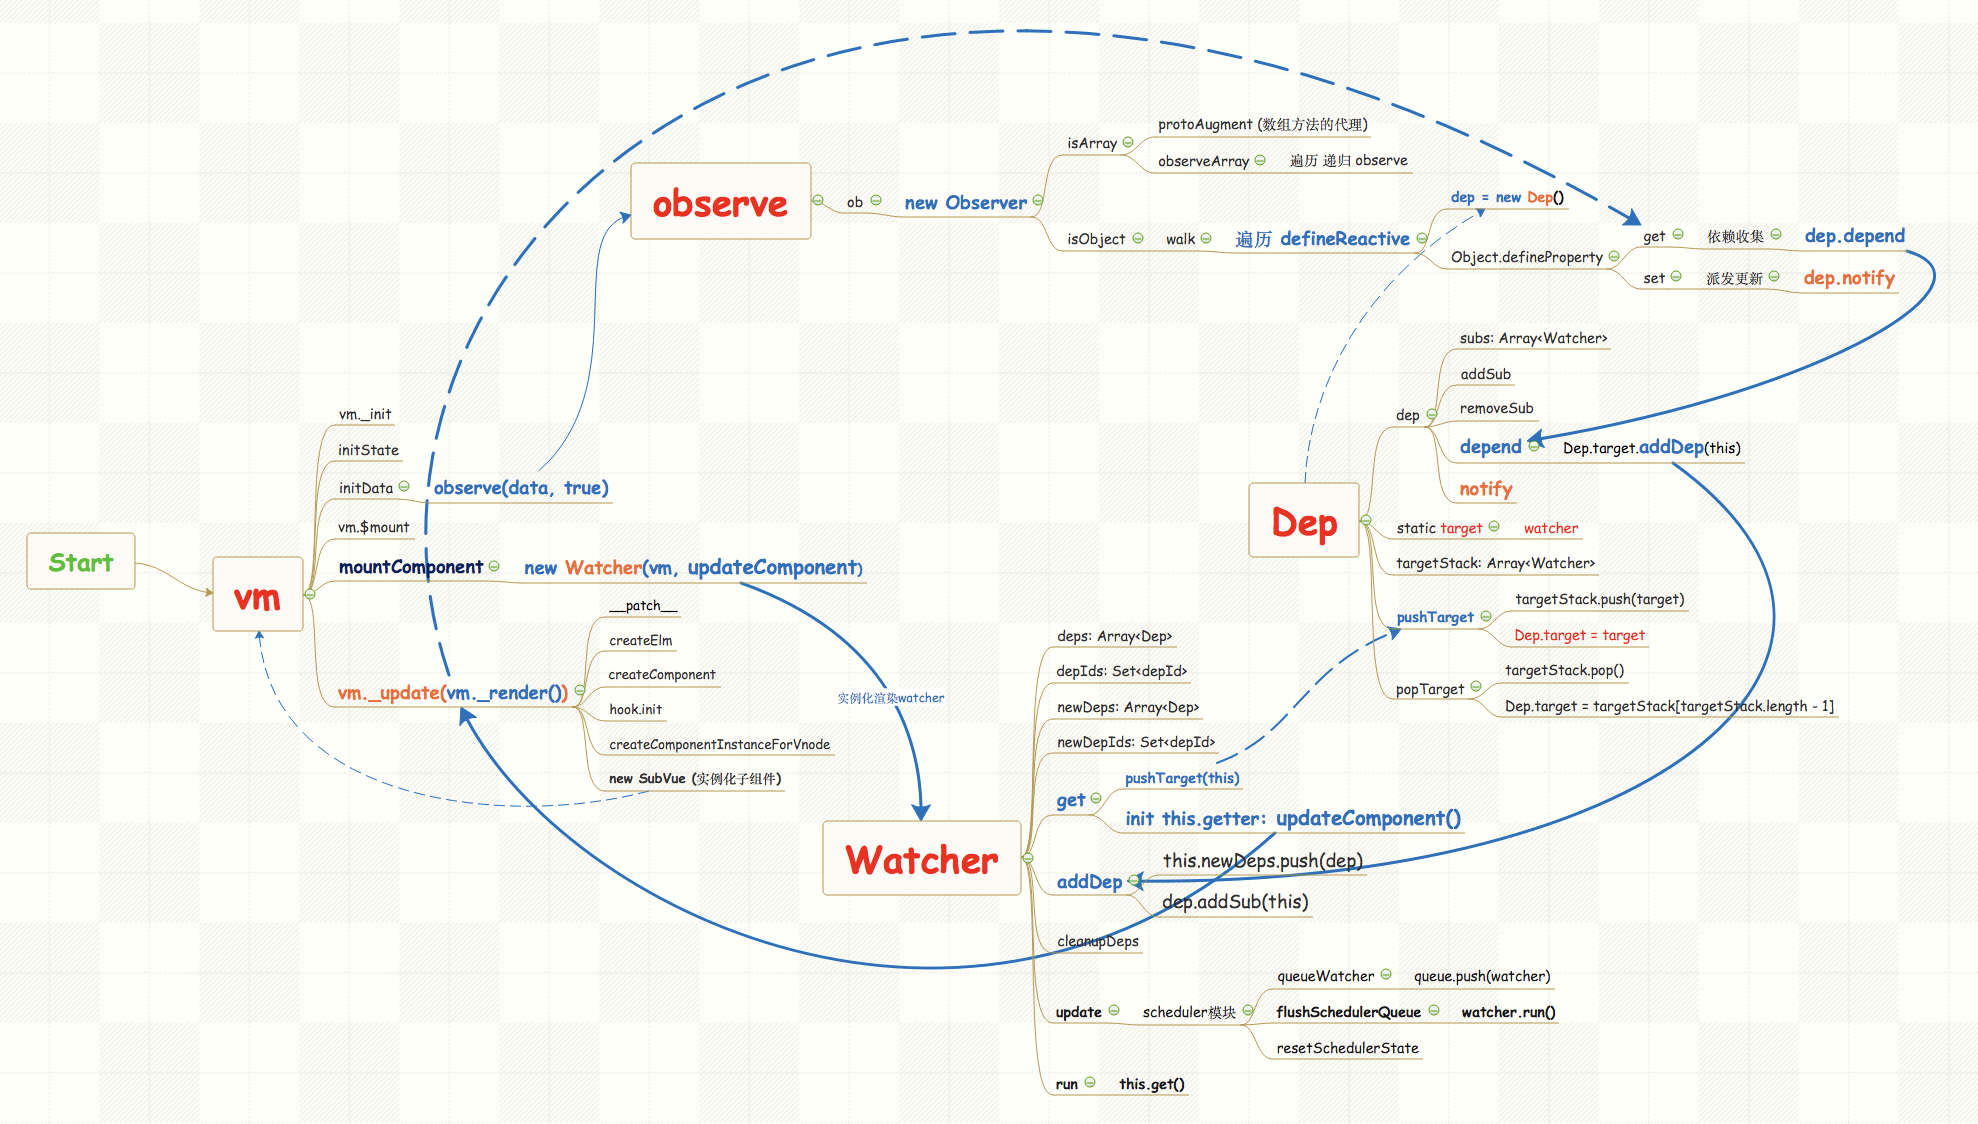 Start
vm
vm._init
initState
initData
observe(data, true)
vm.$mount
mountComponent
new Watcher(vm, updateComponent)
vm._update(vm._render())
__patch__
createElm
createComponent
hook.init
createComponentInstanceForVnode
new SubVue (实例化子组件)
observe
ob
new Observer
isArray
protoAugment (数组方法的代理)
observeArray
遍历 递归 observe
isObject
walk
遍历 defineReactive
dep = new Dep()
Object.defineProperty
get
依赖收集
dep.depend
set
派发更新
dep.notify
Dep
dep
subs: Array<Watcher>
addSub
removeSub
depend
Dep.target.addDep(this)
notify
static target
watcher
targetStack: Array<Watcher>
pushTarget
targetStack.push(target)
Dep.target = target
popTarget
targetStack.pop()
Dep.target = targetStack[targetStack.length - 1]
实例化渲染watcher
Watcher
deps: Array<Dep>
depIds: Set<depId>
newDeps: Array<Dep>
newDepIds: Set<depId>
get
pushTarget(this)
init this.getter: updateComponent()
addDep
this.newDeps.push(dep)
dep.addSub(this)
cleanupDeps
update
scheduler模块
queueWatcher
queue.push(watcher)
flushSchedulerQueue
watcher.run()
resetSchedulerState
run
this.get()